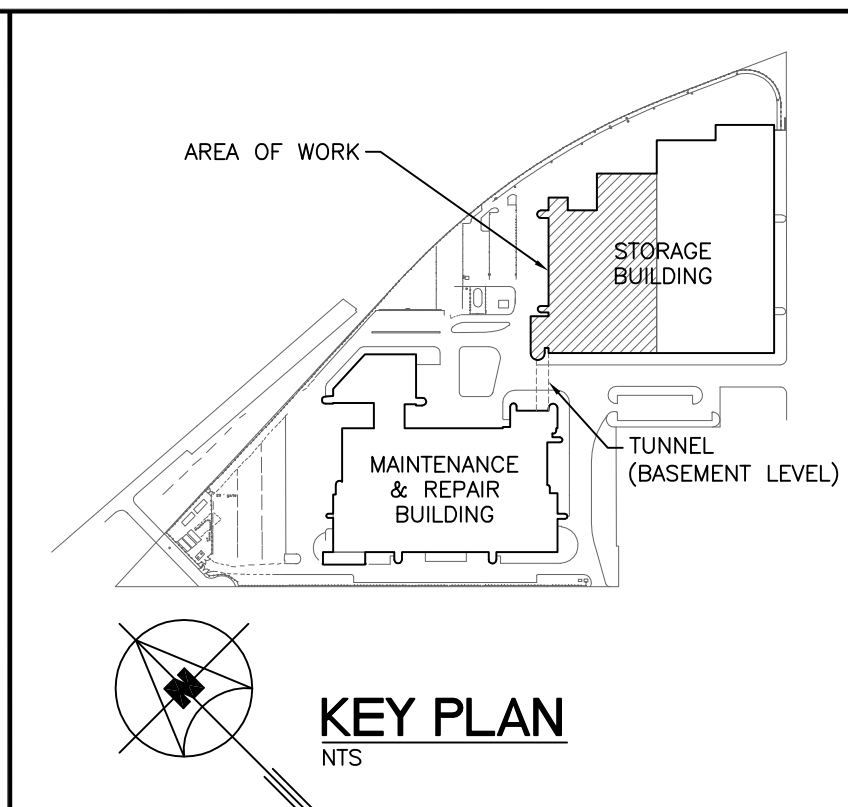 AREA OF WORK
STORAGE
BUILDING
TUNNEL
(BASEMENT LEVEL)
MAINTENANCE
& REPAIR
BUILDING
N
KEY PLAN
NTS